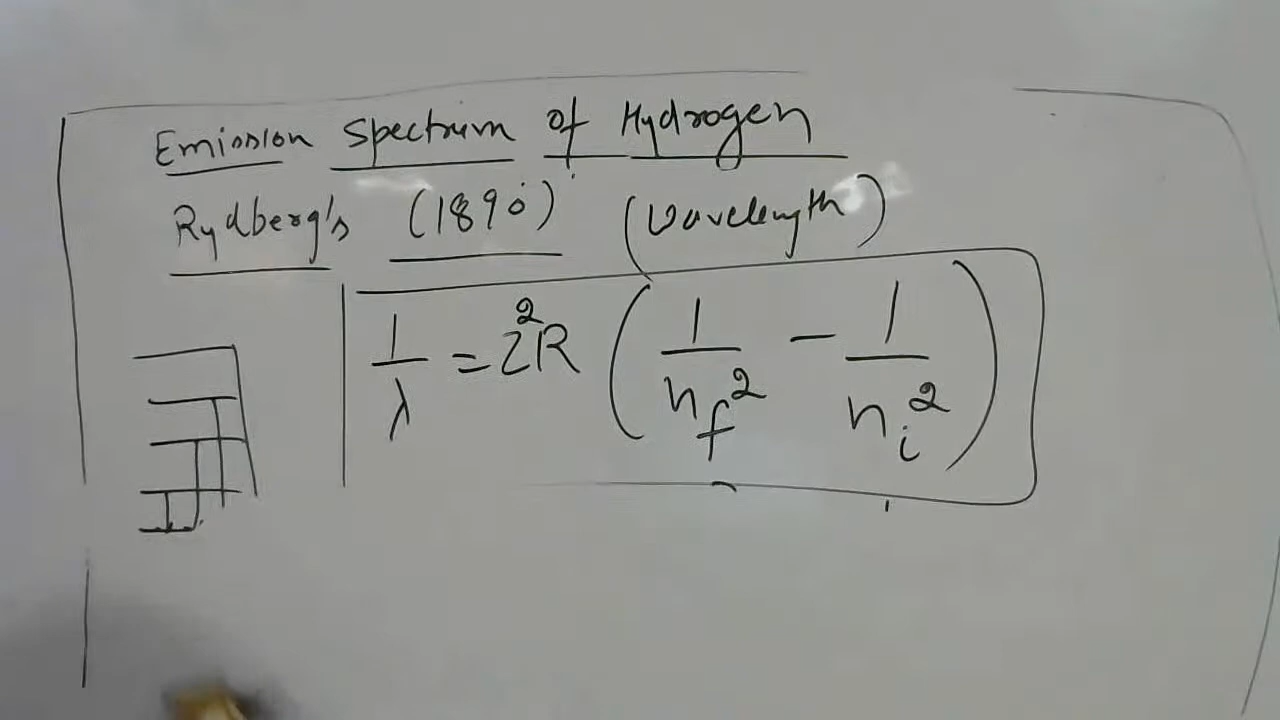 Emission Spectrum of Hydrogen
Rydberg's (1890) (Wavelength)
1/λ = Z²R (1/n_f² − 1/n_i²)